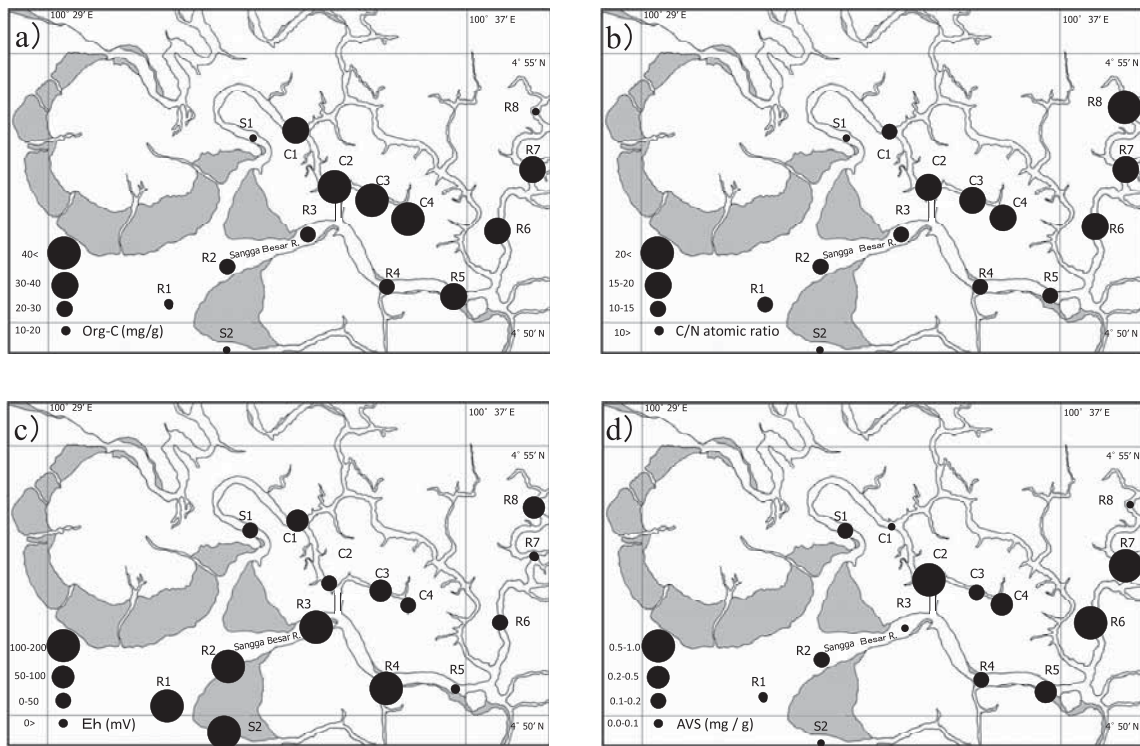 a)
100° 29' E
100° 37' E
4° 55' N
R8
S1
C1
C2
R7
C3
C4
R3
R6
Sangga Besar R.
R2
R4
R5
R1
40<
30-40
20-30
10-20
Org-C (mg/g)
S2
4° 50' N
b)
100° 29' E
100° 37' E
4° 55' N
R8
S1
C1
C2
R7
C3
C4
R3
R6
Sangga Besar R.
R2
R4
R5
R1
20<
15-20
10-15
10>
C/N atomic ratio
S2
4° 50' N
c)
100° 29' E
100° 37' E
4° 55' N
R8
S1
C1
C2
R7
C3
C4
R3
R6
Sangga Besar R.
R2
R4
R5
R1
100-200
50-100
0-50
0>
Eh (mV)
S2
4° 50' N
d)
100° 29' E
100° 37' E
4° 55' N
R8
S1
C1
C2
R7
C3
C4
R3
R6
Sangga Besar R.
R2
R4
R5
R1
0.5-1.0
0.2-0.5
0.1-0.2
0.0-0.1
AVS (mg / g)
S2
4° 50' N